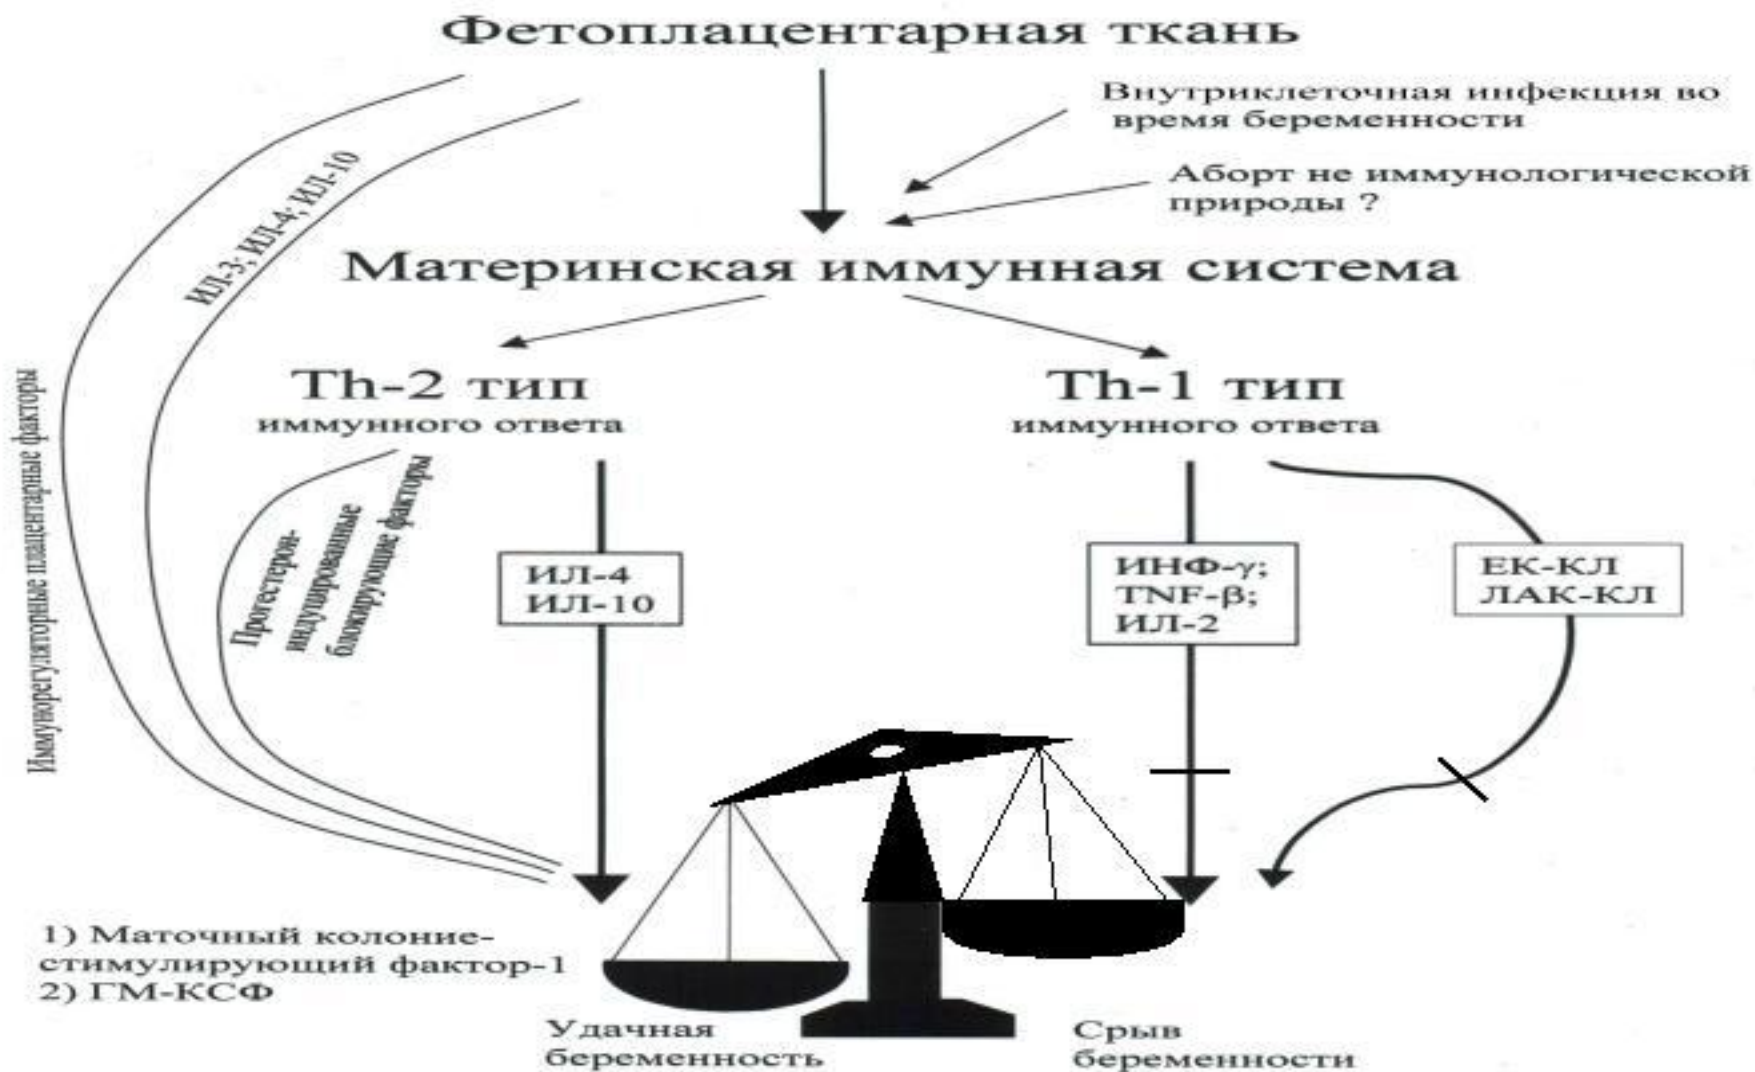 Фетоплацентарная ткань
Внутриклеточная инфекция во
время беременности
Аборт не иммунологической
природы ?
ИЛ-3; ИЛ-4; ИЛ-10
Материнская иммунная система
Иммунорегуляторные плацентарные факторы
Th-2 тип
иммунного ответа
Th-1 тип
иммунного ответа
Прогестерон-
индуцированные
блокирующие факторы
ИЛ-4
ИЛ-10
ИНФ-γ;
TNF-β;
ИЛ-2
ЕК-КЛ
ЛАК-КЛ
1) Маточный колоние-
стимулирующий фактор-1
2) ГМ-КСФ
Удачная
беременность
Срыв
беременности